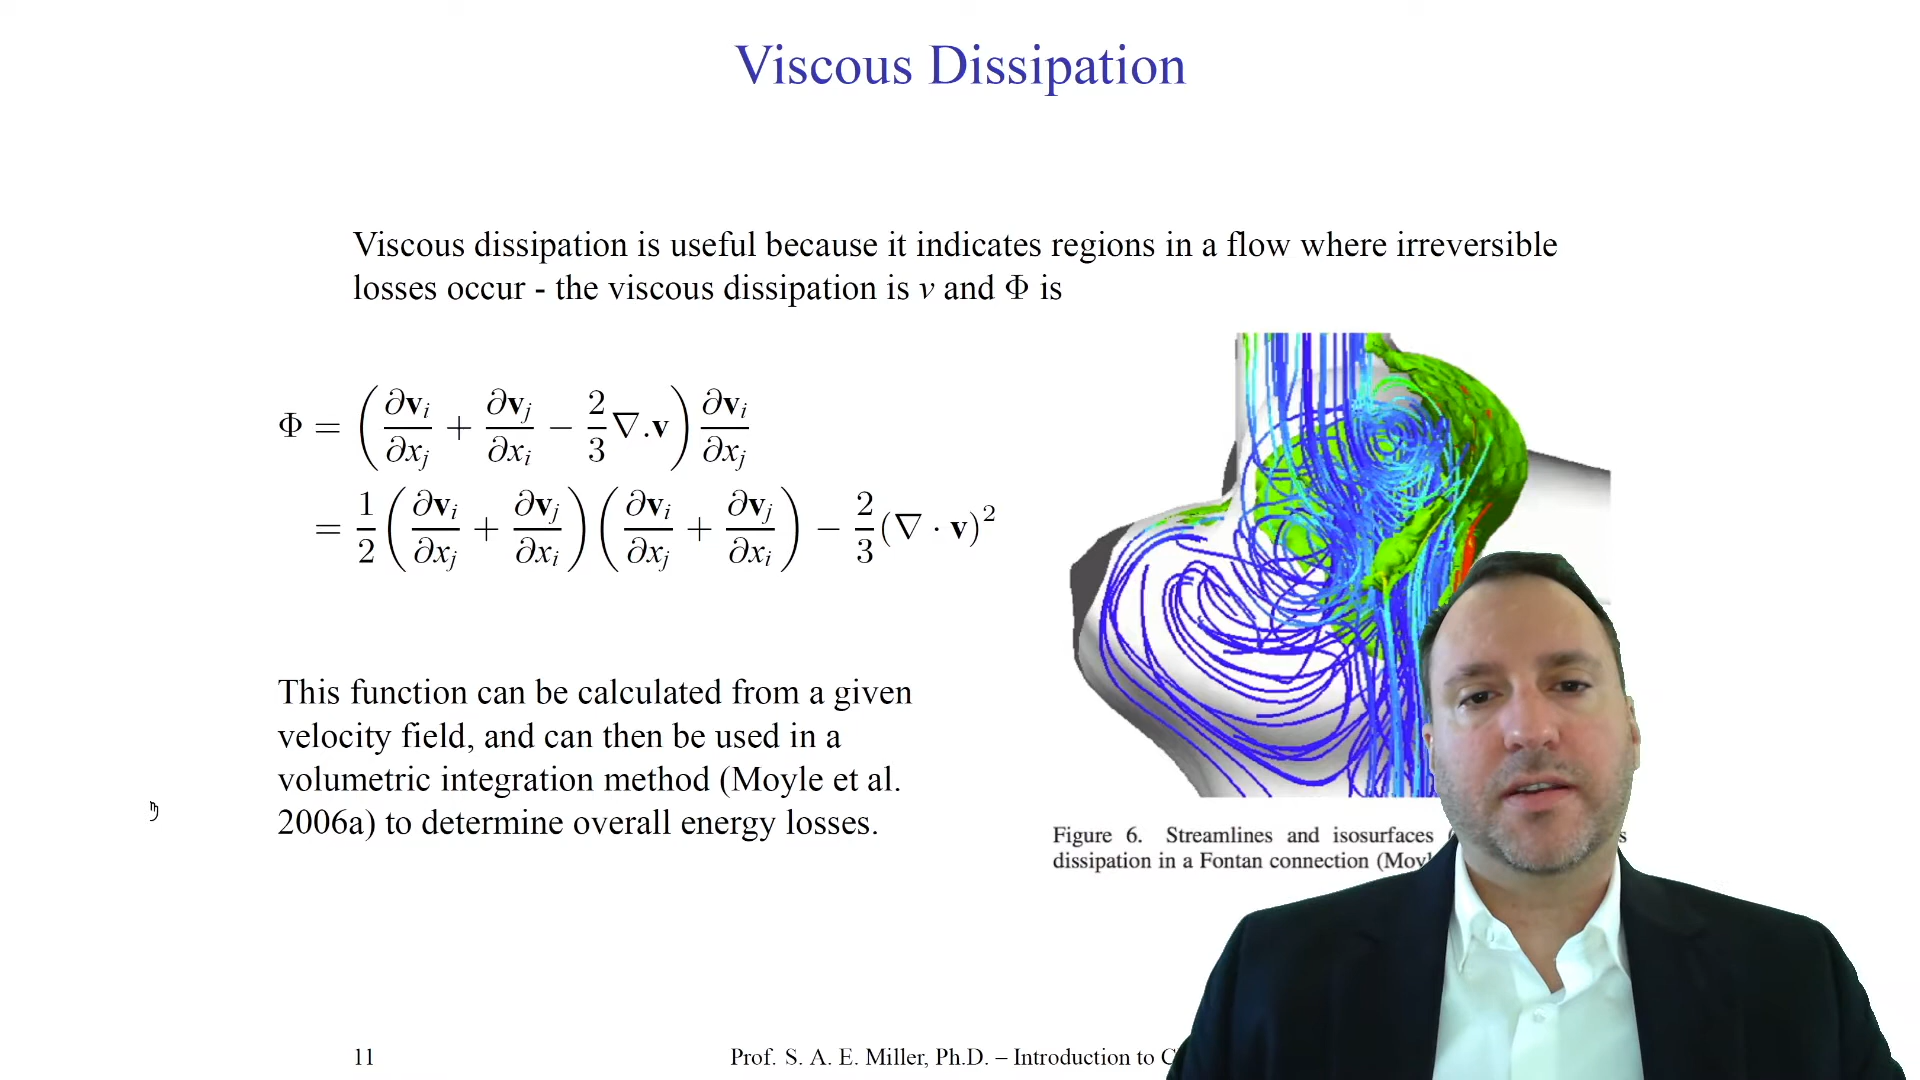 Viscous Dissipation
Viscous dissipation is useful because it indicates regions in a flow where irreversible
losses occur - the viscous dissipation is v and Φ is
Φ = (∂v_i/∂x_j + ∂v_j/∂x_i − 2/3 ∇.v) ∂v_i/∂x_j
= 1/2 (∂v_i/∂x_j + ∂v_j/∂x_i)(∂v_i/∂x_j + ∂v_j/∂x_i) − 2/3 (∇ · v)²
This function can be calculated from a given
velocity field, and can then be used in a
volumetric integration method (Moyle et al.
2006a) to determine overall energy losses.
Figure 6. Streamlines and isosurfaces
dissipation in a Fontan connection
11
Prof. S. A. E. Miller, Ph.D. – Introduction to